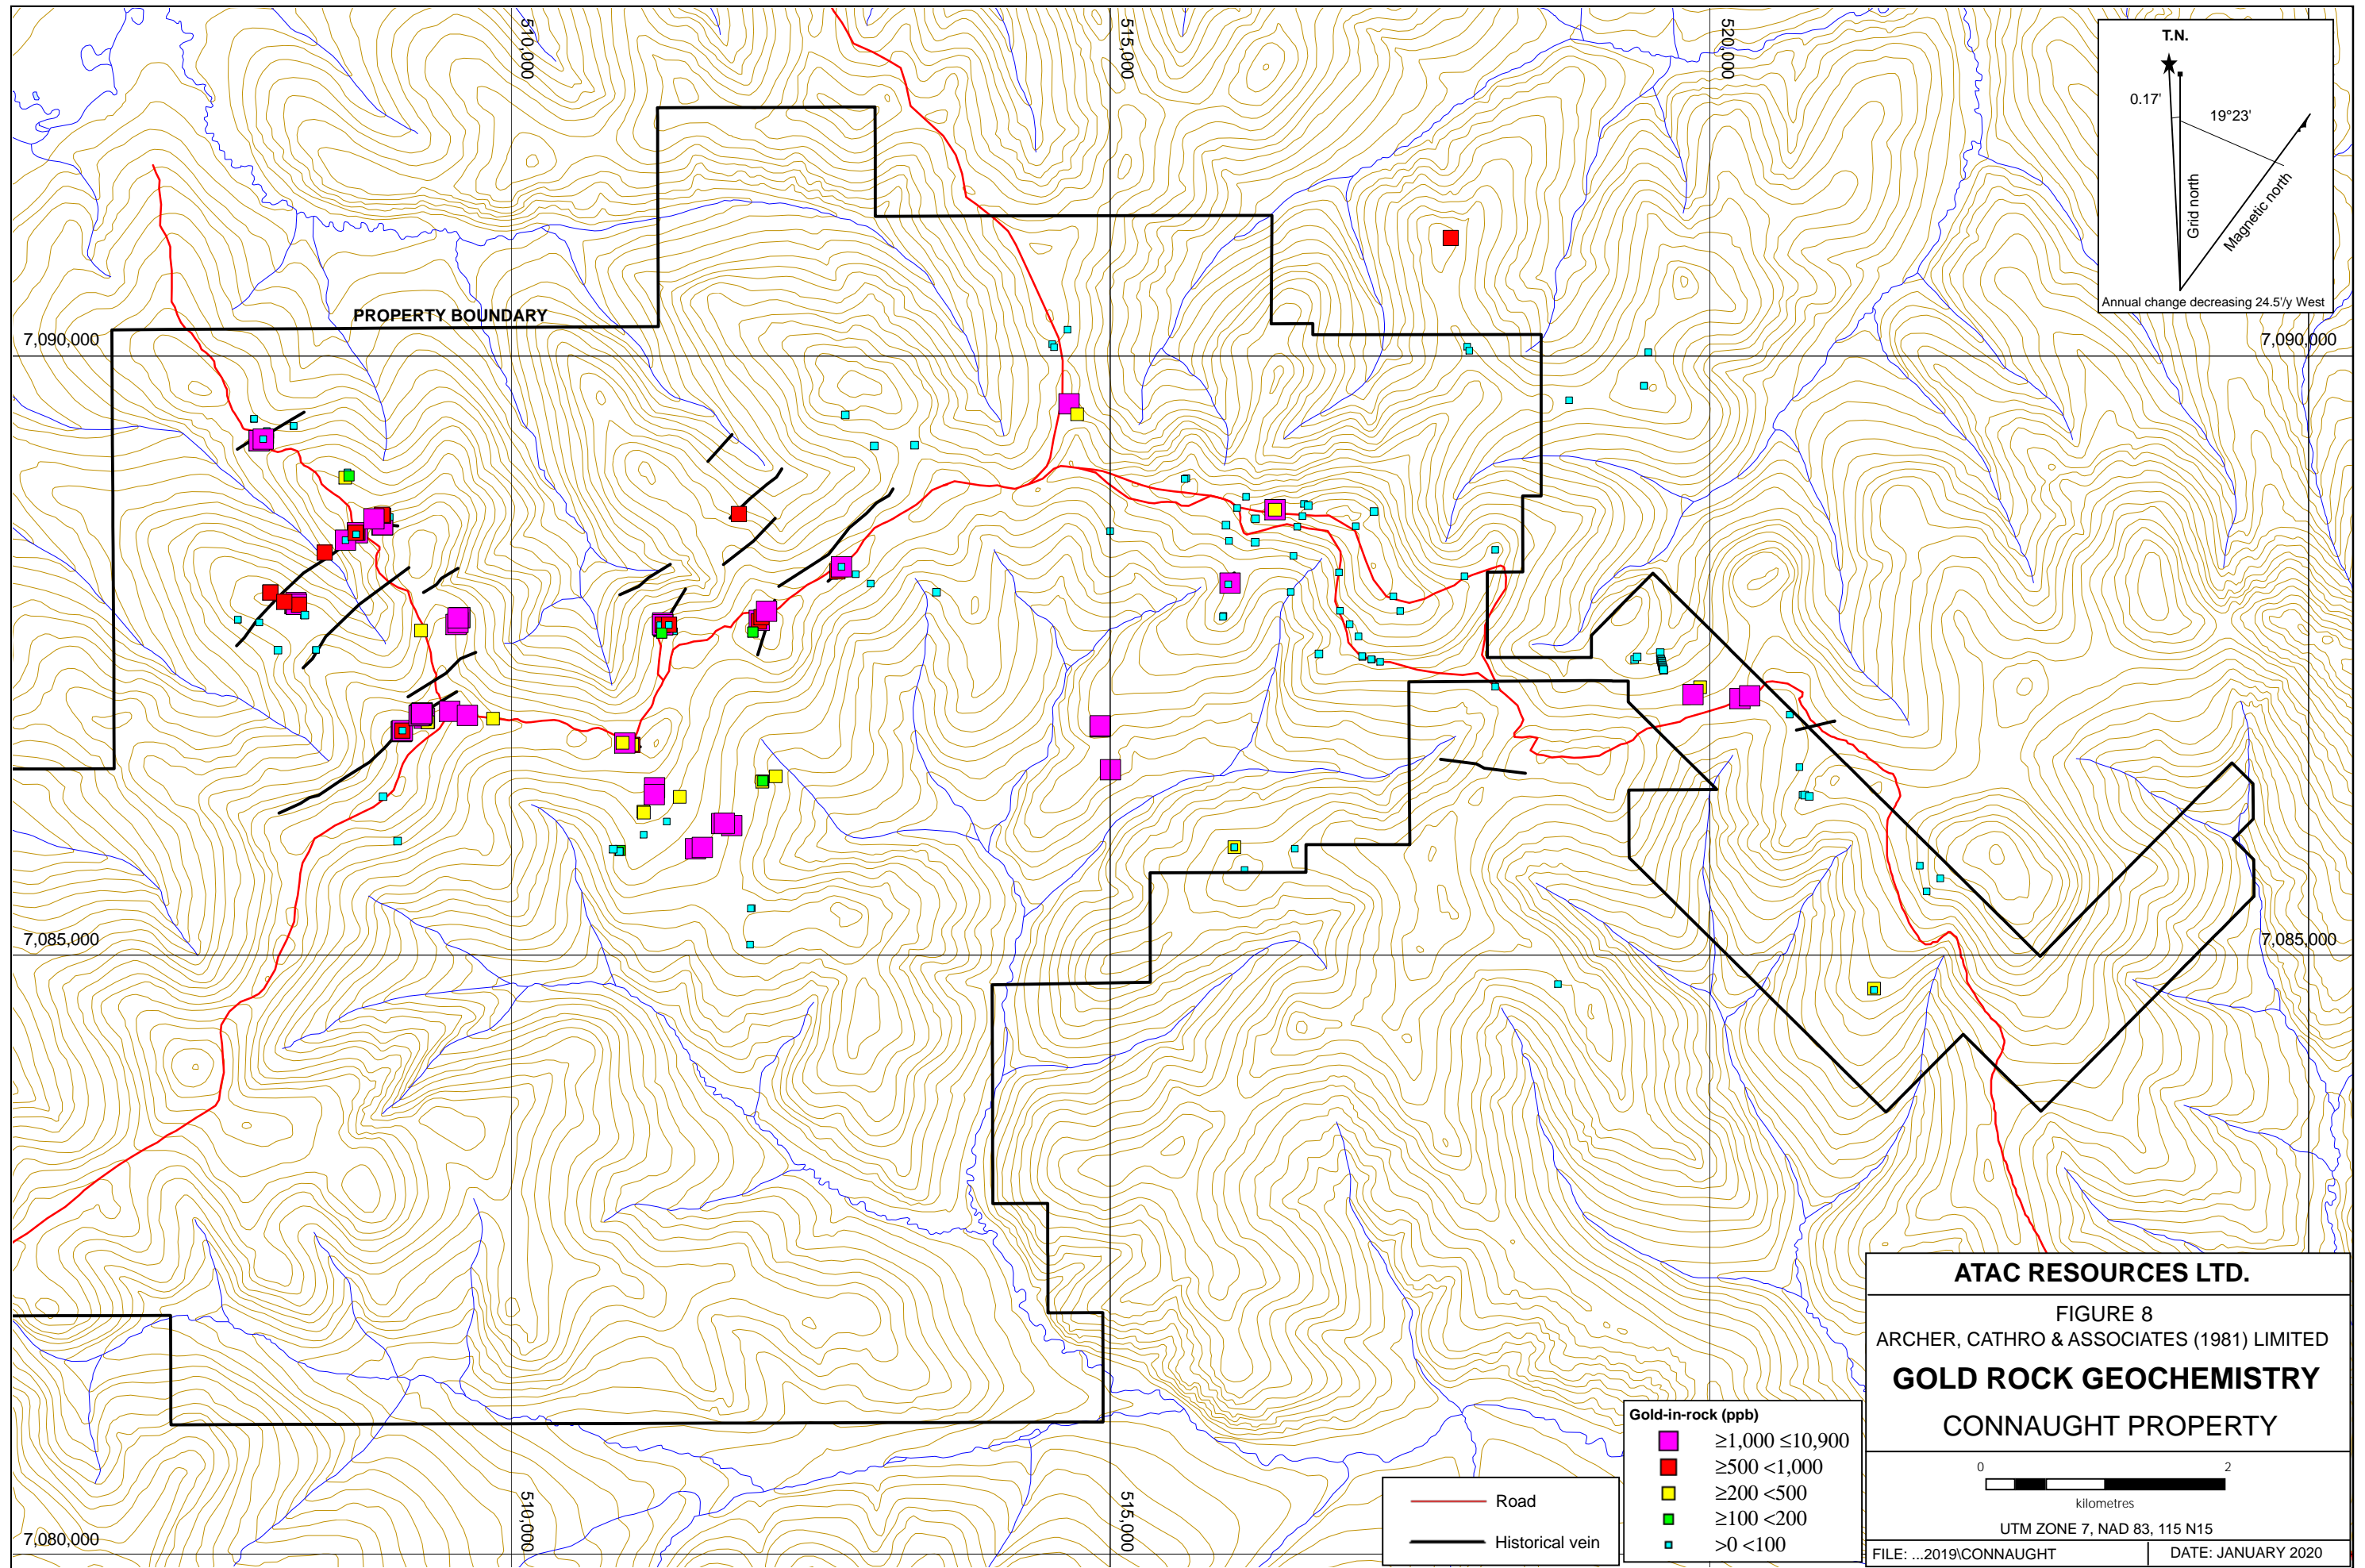 510,000
515,000
520,000
T.N.
0.17'
19°23'
Grid north
Magnetic north
Annual change decreasing 24.5'/y West
PROPERTY BOUNDARY
7,090,000
7,090,000
7,085,000
7,085,000
7,080,000
510,000
515,000
Road
Historical vein
Gold-in-rock (ppb)
≥1,000 ≤10,900
≥500 <1,000
≥200 <500
≥100 <200
>0 <100
ATAC RESOURCES LTD.
FIGURE 8
ARCHER, CATHRO & ASSOCIATES (1981) LIMITED
GOLD ROCK GEOCHEMISTRY
CONNAUGHT PROPERTY
0 2
kilometres
UTM ZONE 7, NAD 83, 115 N15
FILE: ...2019\CONNAUGHT
DATE: JANUARY 2020